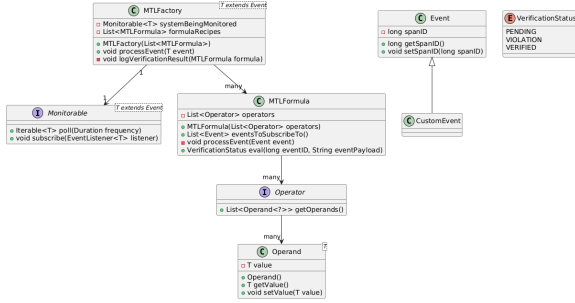 C MTLFactory
T extends Event
Monitorable<T> systemBeingMonitored
List<MTLFormula> formulaRecipes
MTLFactory(List<MTLFormula>)
void processEvent(T event)
void logVerificationResult(MTLFormula formula)
C Event
long spanID
long getSpanID()
void setSpanID(long spanID)
E VerificationStatus
PENDING
VIOLATION
VERIFIED
1
1
many
I Monitorable
T extends Event
Iterable<T> poll(Duration frequency)
void subscribe(EventListener<T> listener)
C MTLFormula
List<Operator> operators
MTLFormula(List<Operator> operators)
List<Event> eventsToSubscribeTo()
void processEvent(Event event)
VerificationStatus eval(long eventID, String eventPayload)
C CustomEvent
many
I Operator
List<Operand<?>> getOperands()
many
C Operand
T value
Operand()
T getValue()
void setValue(T value)